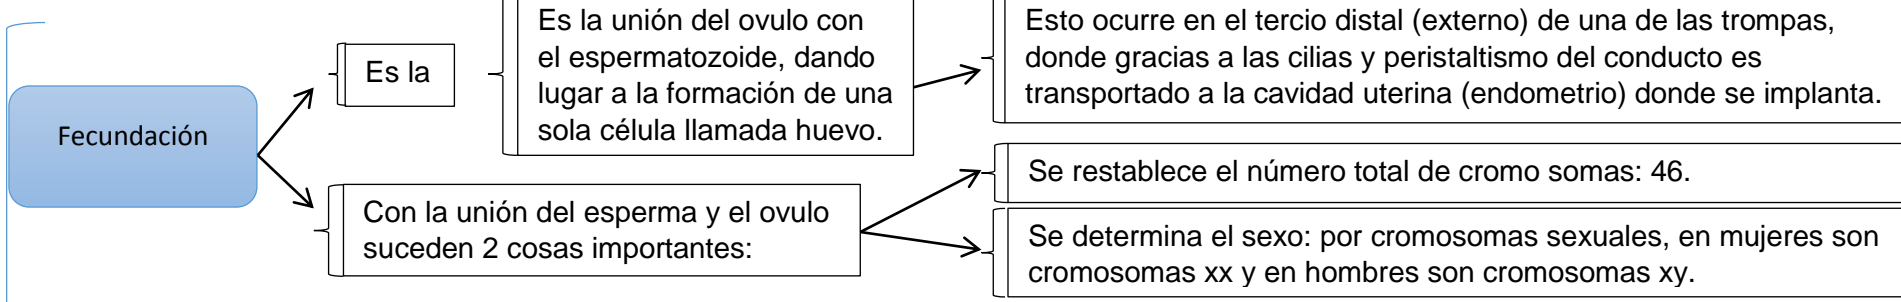 Fecundación
Es la
Es la unión del ovulo con
el espermatozoide, dando
lugar a la formación de una
sola célula llamada huevo.
Esto ocurre en el tercio distal (externo) de una de las trompas,
donde gracias a las cilias y peristaltismo del conducto es
transportado a la cavidad uterina (endometrio) donde se implanta.
Con la unión del esperma y el ovulo
suceden 2 cosas importantes:
Se restablece el número total de cromo somas: 46.
Se determina el sexo: por cromosomas sexuales, en mujeres son
cromosomas xx y en hombres son cromosomas xy.